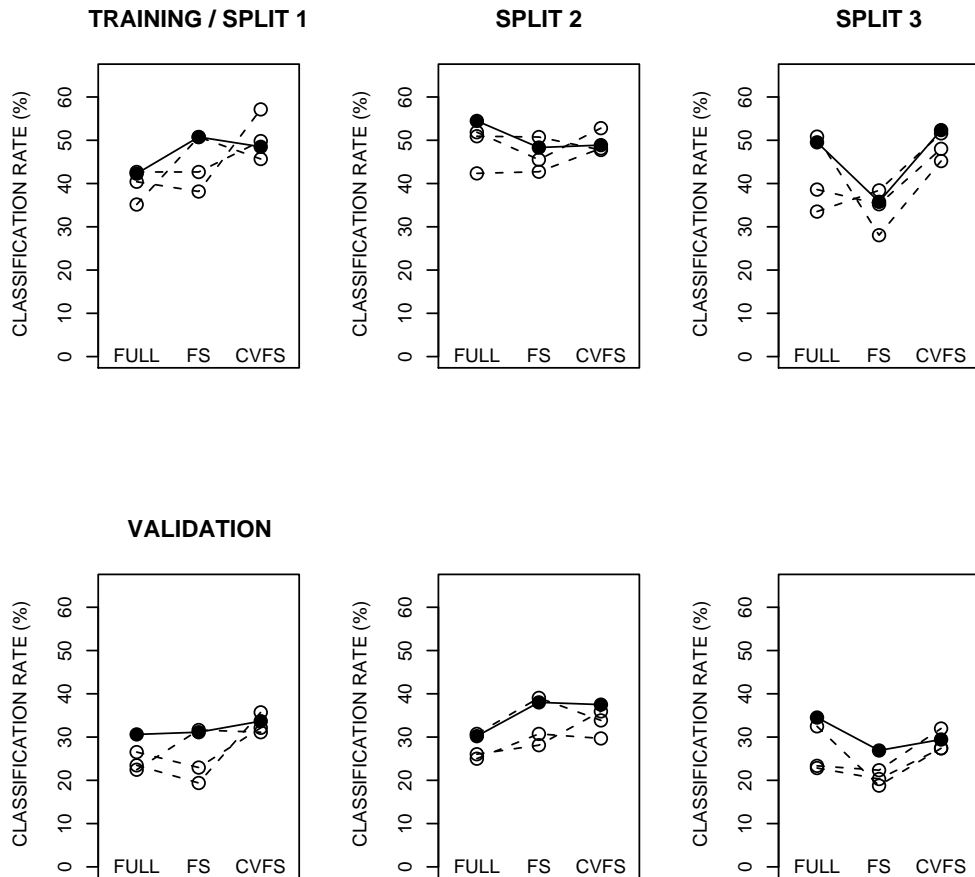 TRAINING / SPLIT 1
SPLIT 2
SPLIT 3
CLASSIFICATION RATE (%)
60
50
40
30
20
10
0
FULL FS CVFS
CLASSIFICATION RATE (%)
60
50
40
30
20
10
0
FULL FS CVFS
CLASSIFICATION RATE (%)
60
50
40
30
20
10
0
FULL FS CVFS
VALIDATION
CLASSIFICATION RATE (%)
60
50
40
30
20
10
0
FULL FS CVFS
CLASSIFICATION RATE (%)
60
50
40
30
20
10
0
FULL FS CVFS
CLASSIFICATION RATE (%)
60
50
40
30
20
10
0
FULL FS CVFS